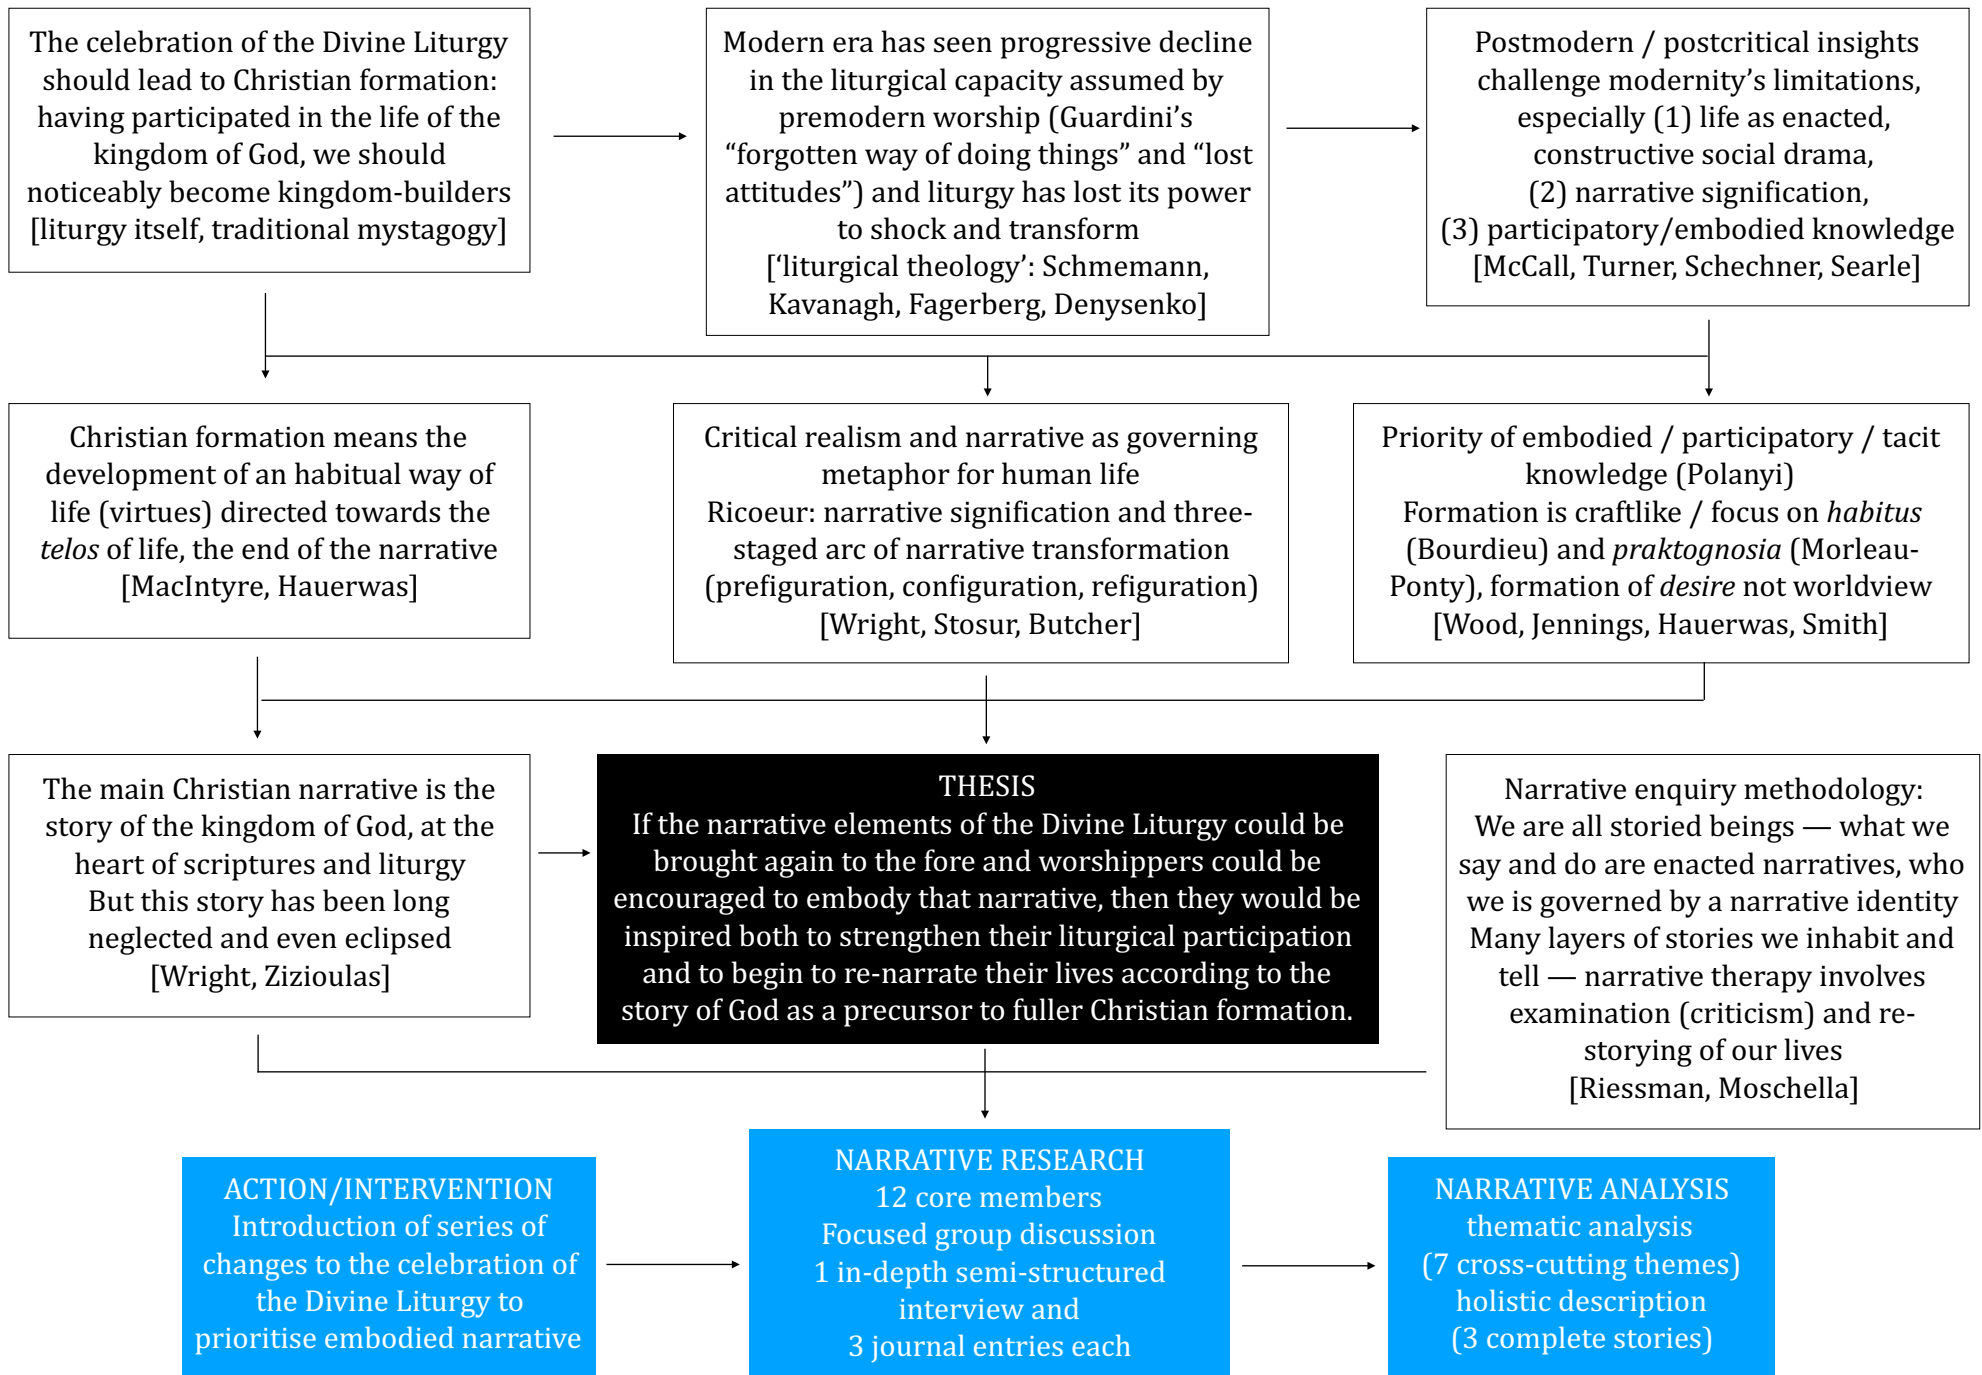 The celebration of the Divine Liturgy
should lead to Christian formation:
having participated in the life of the
kingdom of God, we should
noticeably become kingdom-builders
[liturgy itself, traditional mystagogy]
Modern era has seen progressive decline
in the liturgical capacity assumed by
premodern worship (Guardini’s
“forgotten way of doing things” and “lost
attitudes”) and liturgy has lost its power
to shock and transform
[‘liturgical theology’: Schmemann,
Kavanagh, Fagerberg, Denysenko]
Postmodern / postcritical insights
challenge modernity’s limitations,
especially (1) life as enacted,
constructive social drama,
(2) narrative signification,
(3) participatory/embodied knowledge
[McCall, Turner, Schechner, Searle]
Christian formation means the
development of an habitual way of
life (virtues) directed towards the
telos of life, the end of the narrative
[MacIntyre, Hauerwas]
Critical realism and narrative as governing
metaphor for human life
Ricoeur: narrative signification and three-
staged arc of narrative transformation
(prefiguration, configuration, refiguration)
[Wright, Stosur, Butcher]
Priority of embodied / participatory / tacit
knowledge (Polanyi)
Formation is craftlike / focus on habitus
(Bourdieu) and praktognosia (Morleau-
Ponty), formation of desire not worldview
[Wood, Jennings, Hauerwas, Smith]
The main Christian narrative is the
story of the kingdom of God, at the
heart of scriptures and liturgy
But this story has been long
neglected and even eclipsed
[Wright, Zizioulas]
THESIS
If the narrative elements of the Divine Liturgy could be
brought again to the fore and worshippers could be
encouraged to embody that narrative, then they would be
inspired both to strengthen their liturgical participation
and to begin to re-narrate their lives according to the
story of God as a precursor to fuller Christian formation.
Narrative enquiry methodology:
We are all storied beings — what we
say and do are enacted narratives, who
we is governed by a narrative identity
Many layers of stories we inhabit and
tell — narrative therapy involves
examination (criticism) and re-
storying of our lives
[Riessman, Moschella]
ACTION/INTERVENTION
Introduction of series of
changes to the celebration of
the Divine Liturgy to
prioritise embodied narrative
NARRATIVE RESEARCH
12 core members
Focused group discussion
1 in-depth semi-structured
interview and
3 journal entries each
NARRATIVE ANALYSIS
thematic analysis
(7 cross-cutting themes)
holistic description
(3 complete stories)